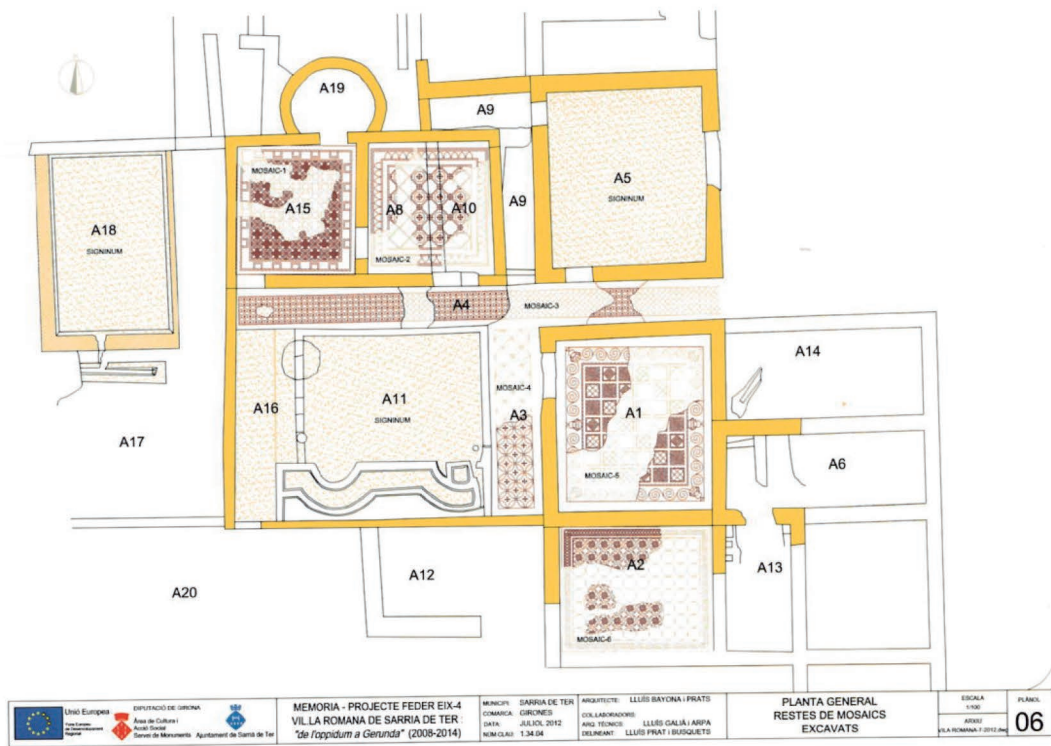 A19
A9
A5
SIGNINUM
MOSAIC-1
A15
A8
A10
A9
MOSAIC-2
A18
SIGNINUM
A4
MOSAIC-3
A14
MOSAIC-4
A16
A11
SIGNINUM
A3
A1
MOSAIC-5
A17
A6
A2
A12
A13
A20
MOSAIC-6
Unió Europea
DIPUTACIÓ DE GIRONA
Àrea de Cultura i
Acció Social
Servei de Monuments
Ajuntament de Sarrià de Ter
MEMORIA - PROJECTE FEDER EIX-4
VIL.LA ROMANA DE SARRIA DE TER :
"de l'oppidum a Gerunda" (2008-2014)
MUNICIPI: SARRIA DE TER
COMARCA: GIRONES
DATA: JULIOL 2012
NÚM CLAU: 1.34.04
ARQUITECTE: LLUÍS BAYONA i PRATS
COLLABORADORS:
ARQ. TÈCNICS: LLUÍS GALIÀ i ARPA
DELINEANT: LLUÍS PRAT i BUSQUETS
PLANTA GENERAL
RESTES DE MOSAICS
EXCAVATS
ESCALA
1/100
PLÀNOL
06